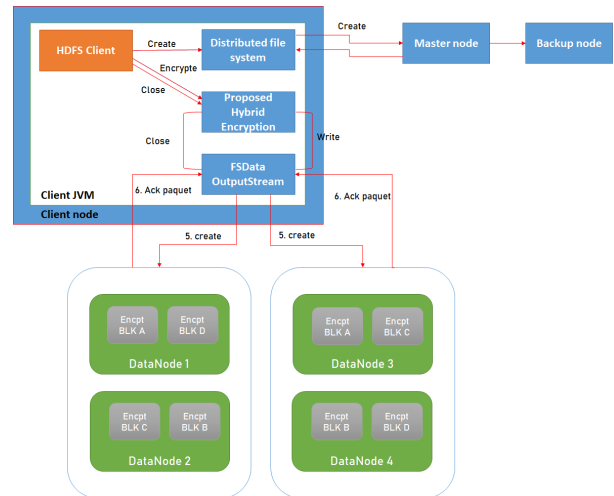 HDFS Client
Create
Distributed file
system
Create
Master node
Backup node
Encrypte
Close
Proposed
Hybrid
Encryption
Close
Write
FSData
OutputStream
6. Ack paquet
6. Ack paquet
Client JVM
Client node
5. create
5. create
Encpt
BLK A
Encpt
BLK D
DataNode 1
Encpt
BLK A
Encpt
BLK C
DataNode 3
Encpt
BLK C
Encpt
BLK B
DataNode 2
Encpt
BLK B
Encpt
BLK D
DataNode 4